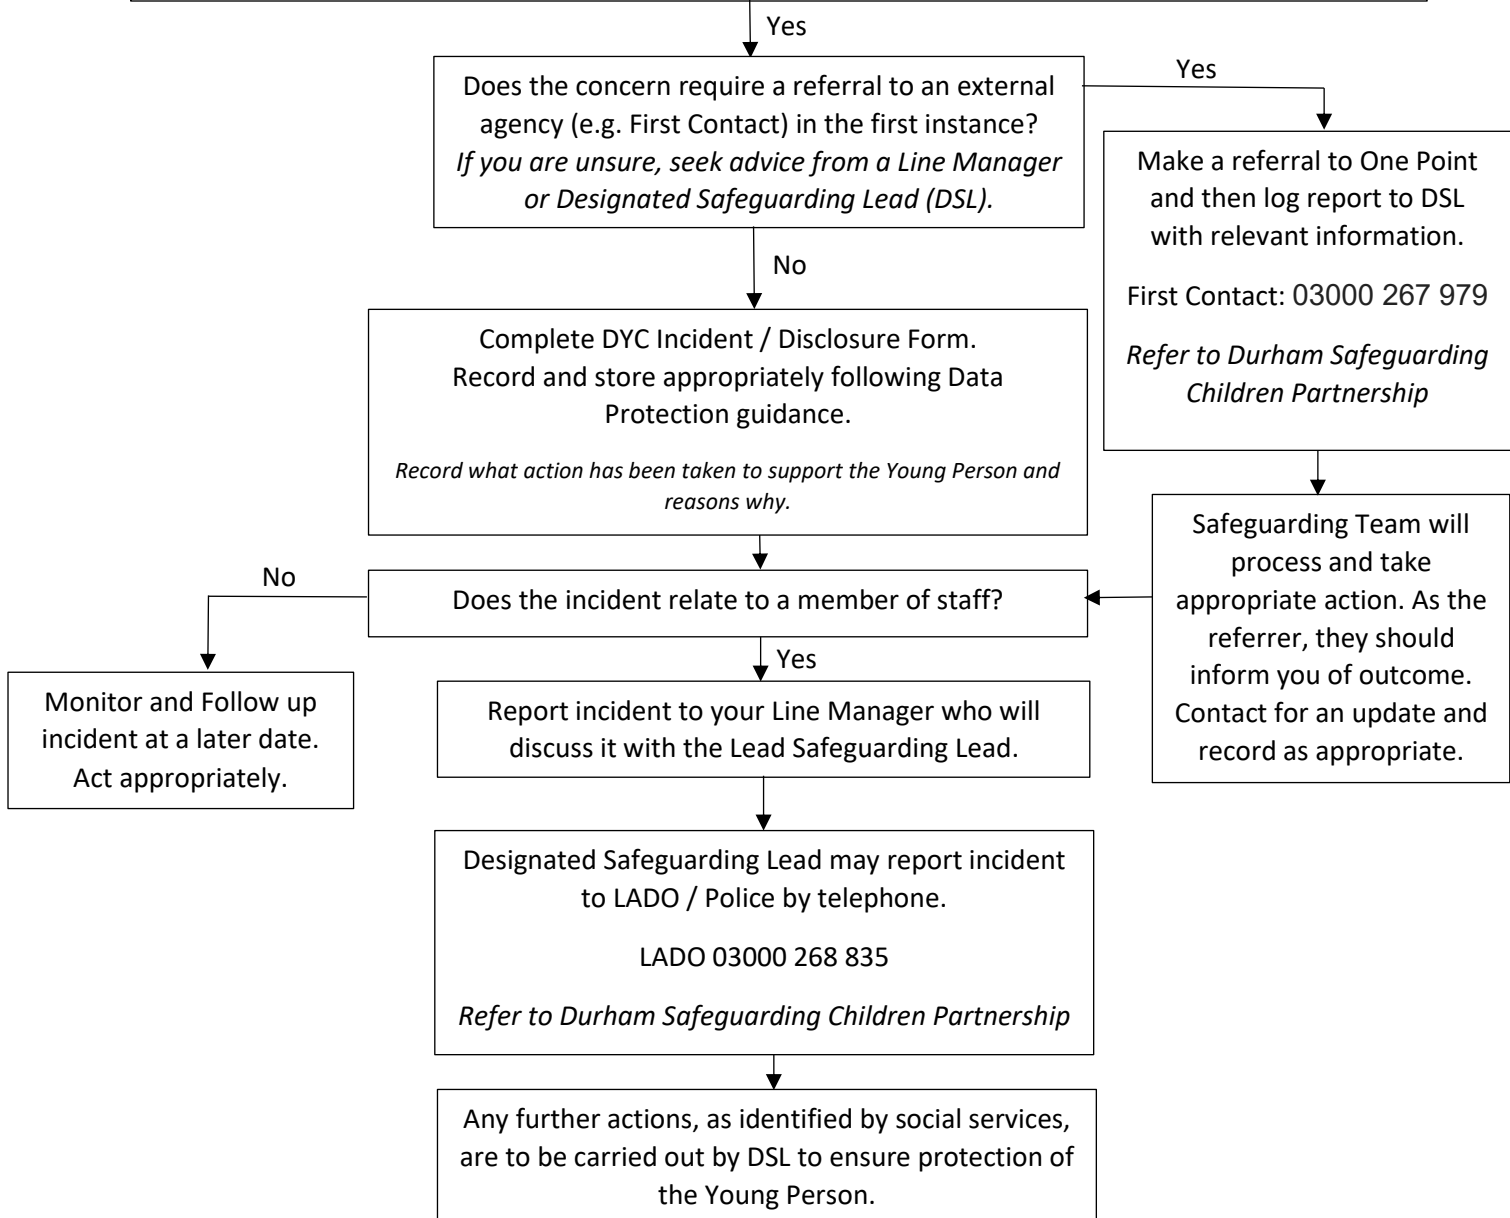 Yes
Does the concern require a referral to an external
agency (e.g. First Contact) in the first instance?
If you are unsure, seek advice from a Line Manager
or Designated Safeguarding Lead (DSL).
Yes
Make a referral to One Point
and then log report to DSL
with relevant information.
First Contact: 03000 267 979
Refer to Durham Safeguarding
Children Partnership
No
Complete DYC Incident / Disclosure Form.
Record and store appropriately following Data
Protection guidance.
Record what action has been taken to support the Young Person and
reasons why.
Safeguarding Team will
process and take
appropriate action. As the
referrer, they should
inform you of outcome.
Contact for an update and
record as appropriate.
Does the incident relate to a member of staff?
No
Monitor and Follow up
incident at a later date.
Act appropriately.
Yes
Report incident to your Line Manager who will
discuss it with the Lead Safeguarding Lead.
Designated Safeguarding Lead may report incident
to LADO / Police by telephone.
LADO 03000 268 835
Refer to Durham Safeguarding Children Partnership
Any further actions, as identified by social services,
are to be carried out by DSL to ensure protection of
the Young Person.